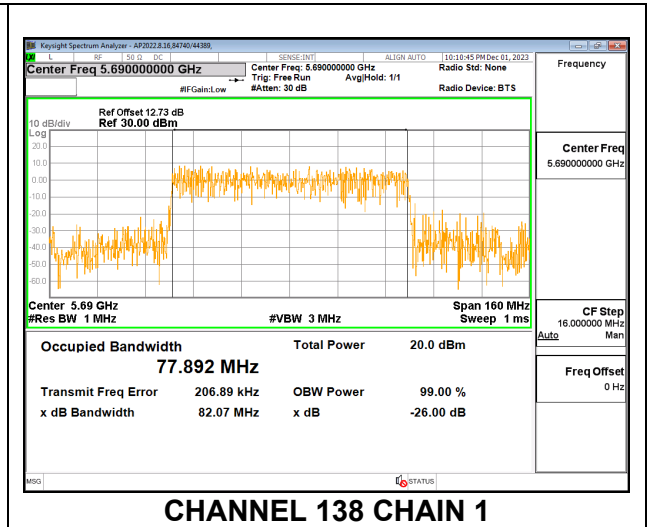 Keysight Spectrum Analyzer - AP2022.8.16,84740/44389,
L RF 50 Ω DC SENSE:INT ALIGN AUTO 10:10:45 PM Dec 01, 2023
Center Freq 5.690000000 GHz Center Freq: 5.690000000 GHz Radio Std: None Frequency
Trig: Free Run Avg|Hold: 1/1
#IFGain:Low #Atten: 30 dB Radio Device: BTS
Ref Offset 12.73 dB
10 dB/div Ref 30.00 dBm
Log
20.0
10.0
0.00
-10.0
-20.0
-30.0
-40.0
-50.0
-60.0
Center Freq
5.690000000 GHz
Center 5.69 GHz Span 160 MHz
#Res BW 1 MHz #VBW 3 MHz Sweep 1 ms
CF Step
16.000000 MHz
Auto Man
Occupied Bandwidth Total Power 20.0 dBm
77.892 MHz
Freq Offset
0 Hz
Transmit Freq Error 206.89 kHz OBW Power 99.00 %
x dB Bandwidth 82.07 MHz x dB -26.00 dB
MSG STATUS
CHANNEL 138 CHAIN 1